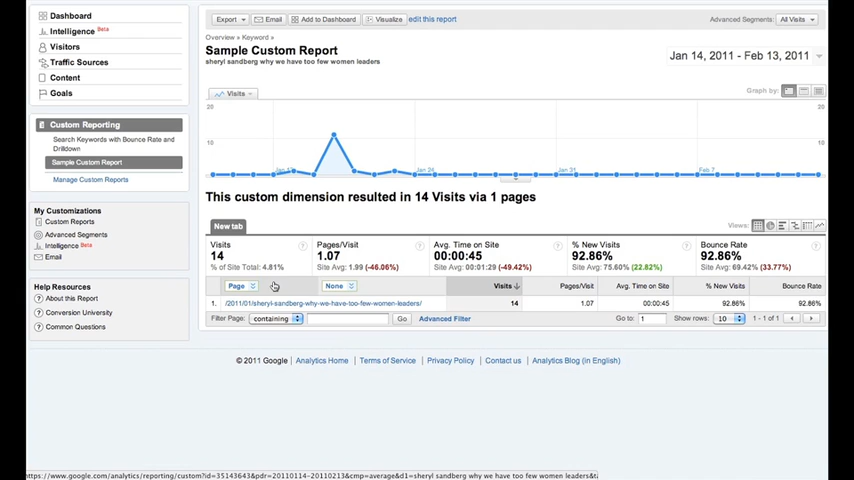 Dashboard
Intelligence Beta
Visitors
Traffic Sources
Content
Goals
Custom Reporting
Search Keywords with Bounce Rate and
Drilldown
Sample Custom Report
Manage Custom Reports
My Customizations
Custom Reports
Advanced Segments
Intelligence Beta
Email
Help Resources
About this Report
Conversion University
Common Questions
Export Email Add to Dashboard Visualize edit this report Advanced Segments: All Visits
Overview » Keyword »
Sample Custom Report
sheryl sandberg why we have too few women leaders
Jan 14, 2011 - Feb 13, 2011
Visits Graph by:
20 20
10 10
Jan 24 Jan 31 Feb 7
This custom dimension resulted in 14 Visits via 1 pages
New tab Views:
Visits Pages/Visit Avg. Time on Site % New Visits Bounce Rate
14 1.07 00:00:45 92.86% 92.86%
% of Site Total: 4.81% Site Avg: 1.99 (-46.06%) Site Avg: 00:01:29 (-49.42%) Site Avg: 75.60% (22.82%) Site Avg: 69.42% (33.77%)
Page None Visits Pages/Visit Avg. Time on Site % New Visits Bounce Rate
1. /2011/01/sheryl-sandberg-why-we-have-too-few-women-leaders/ 14 1.07 00:00:45 92.86% 92.86%
Filter Page: containing Go Advanced Filter Go to: 1 Show rows: 10 1 - 1 of 1
© 2011 Google Analytics Home Terms of Service Privacy Policy Contact us Analytics Blog (in English)
https://www.google.com/analytics/reporting/custom?id=35143643&pdr=20110114-20110213&cmp=average&d1=sheryl sandberg why we have too few women leaders&t